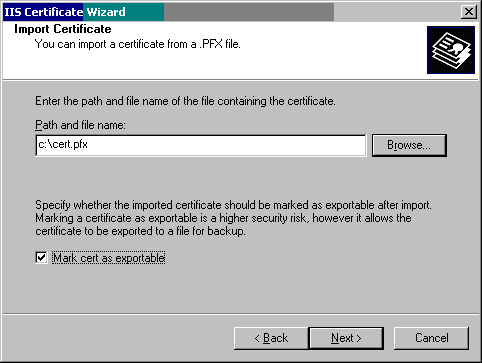 IIS Certificate Wizard
Import Certificate
You can import a certificate from a .PFX file.
Enter the path and file name of the file containing the certificate.
Path and file name:
c:\cert.pfx
Browse...
Specify whether the imported certificate should be marked as exportable after import.
Marking a certificate as exportable is a higher security risk, however it allows the
certificate to be exported to a file for backup.
Mark cert as exportable
< Back
Next >
Cancel